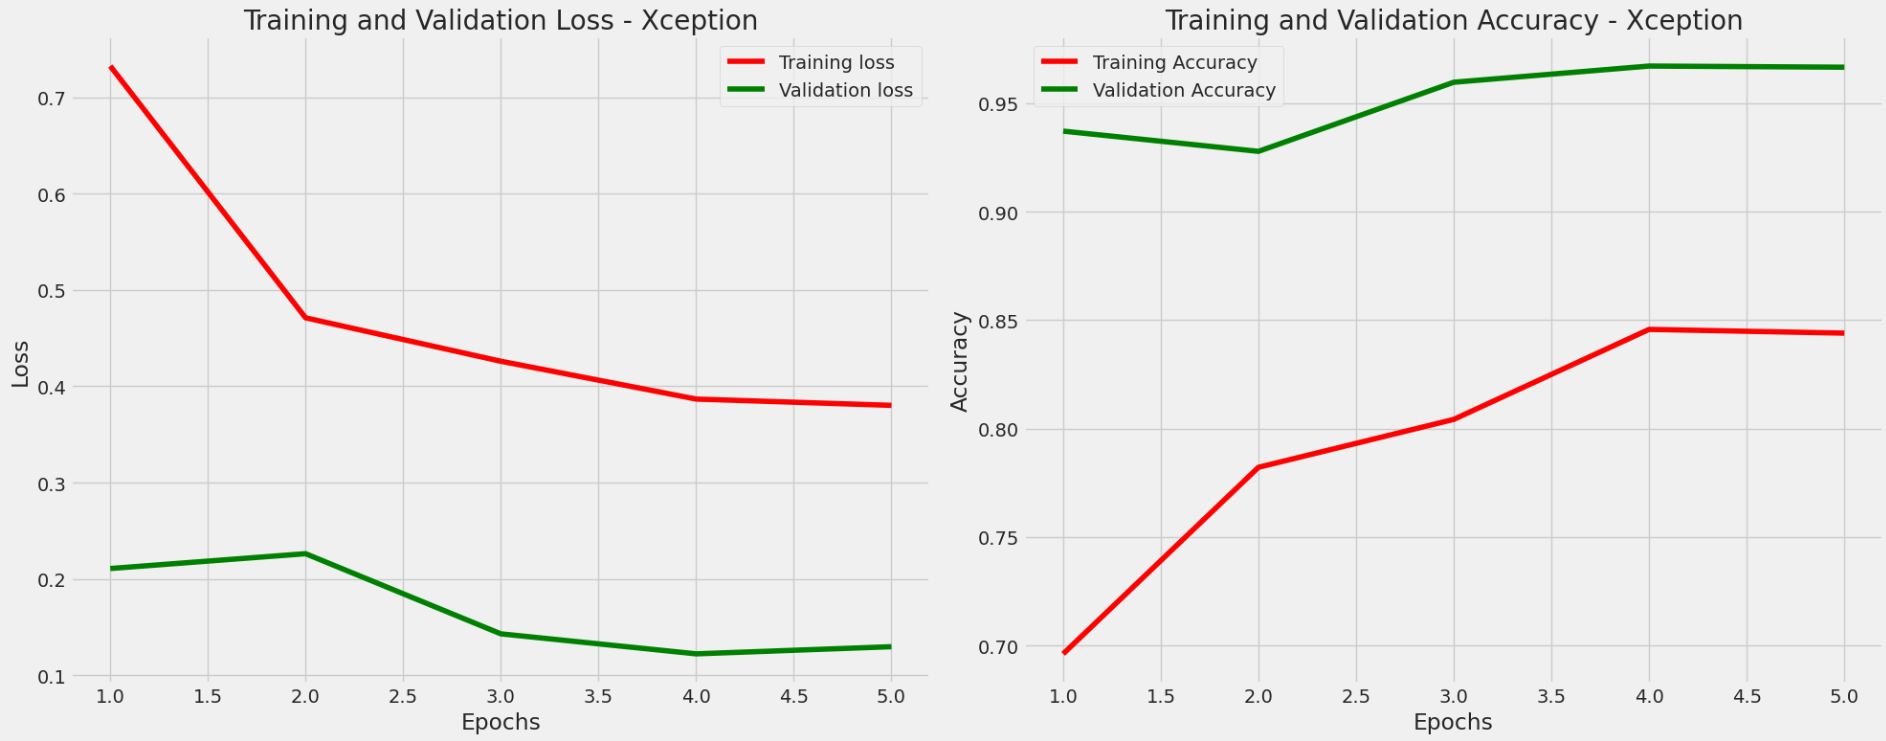 Training and Validation Loss - Xception
Training loss
Validation loss
0.7
0.6
0.5
0.4
0.3
0.2
0.1
Loss
1.0 1.5 2.0 2.5 3.0 3.5 4.0 4.5 5.0
Epochs
Training and Validation Accuracy - Xception
Training Accuracy
Validation Accuracy
0.95
0.90
0.85
0.80
0.75
0.70
Accuracy
1.0 1.5 2.0 2.5 3.0 3.5 4.0 4.5 5.0
Epochs